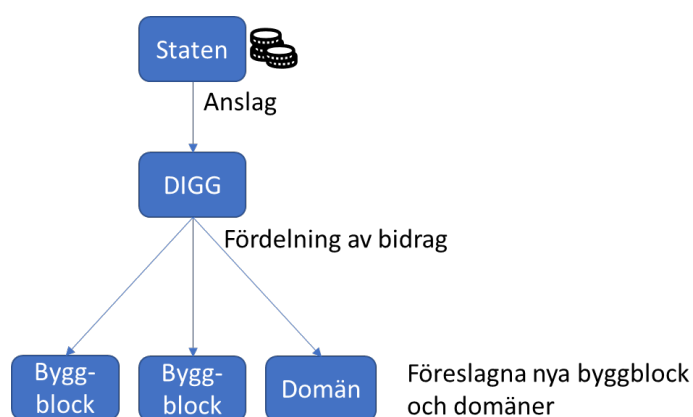 Staten
Anslag
DIGG
Fördelning av bidrag
Bygg-
block
Bygg-
block
Domän
Föreslagna nya byggblock
och domäner